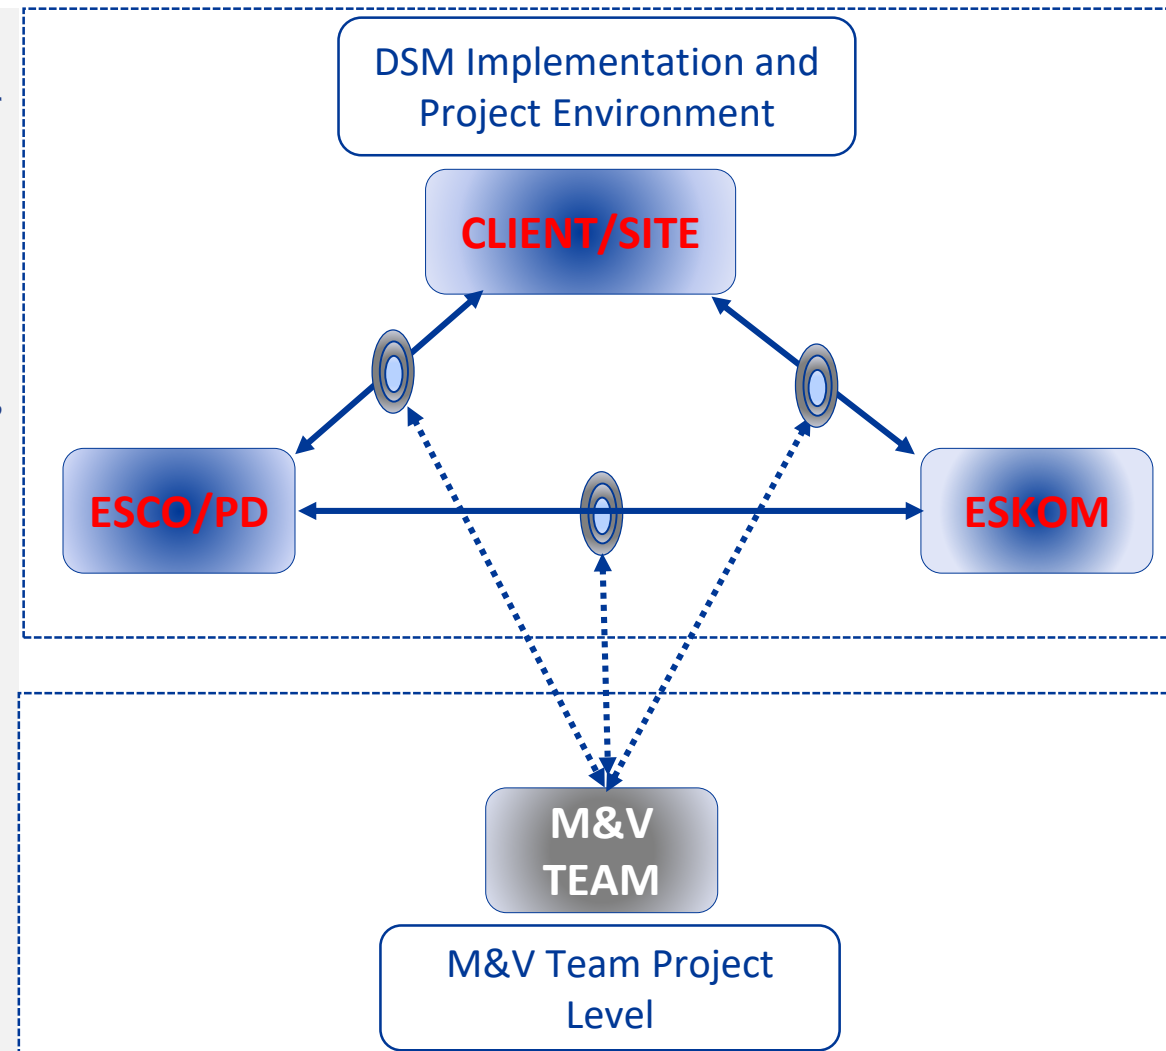 DSM Implementation and
Project Environment
CLIENT/SITE
ESCO/PD
ESKOM
M&V
TEAM
M&V Team Project
Level